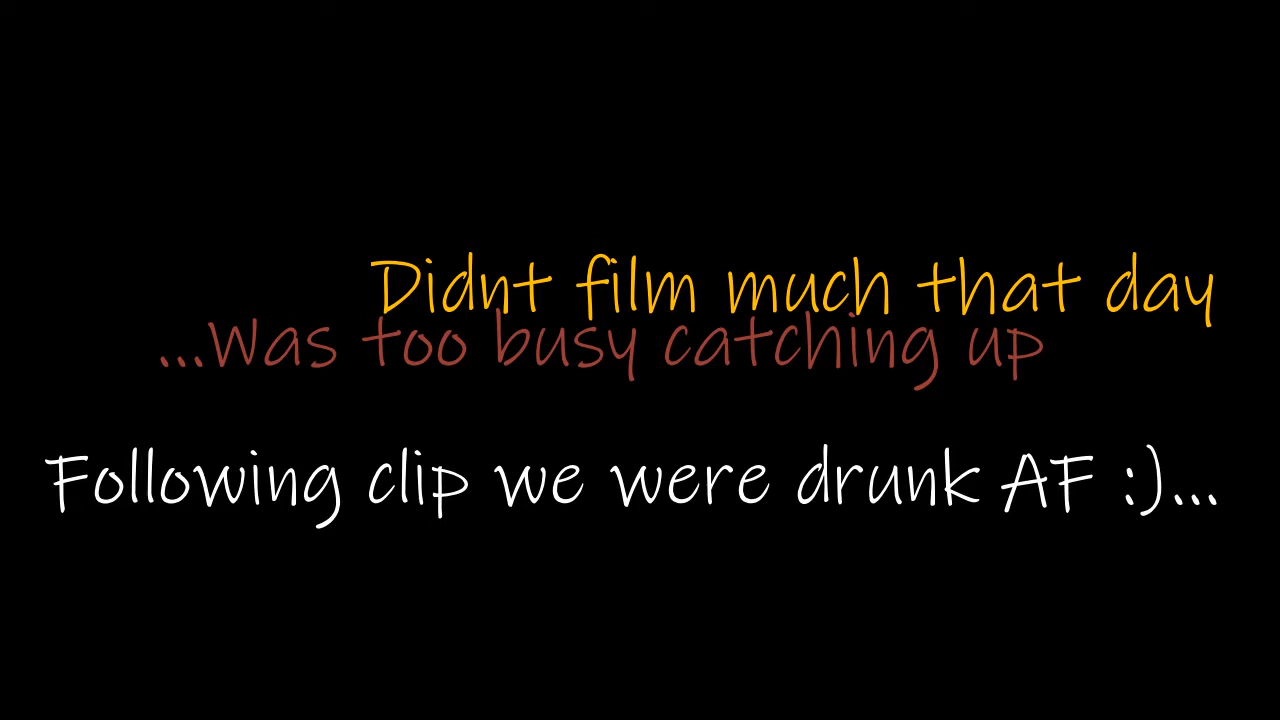 Didnt film much that day
...Was too busy catching up
Following clip we were drunk AF :)...